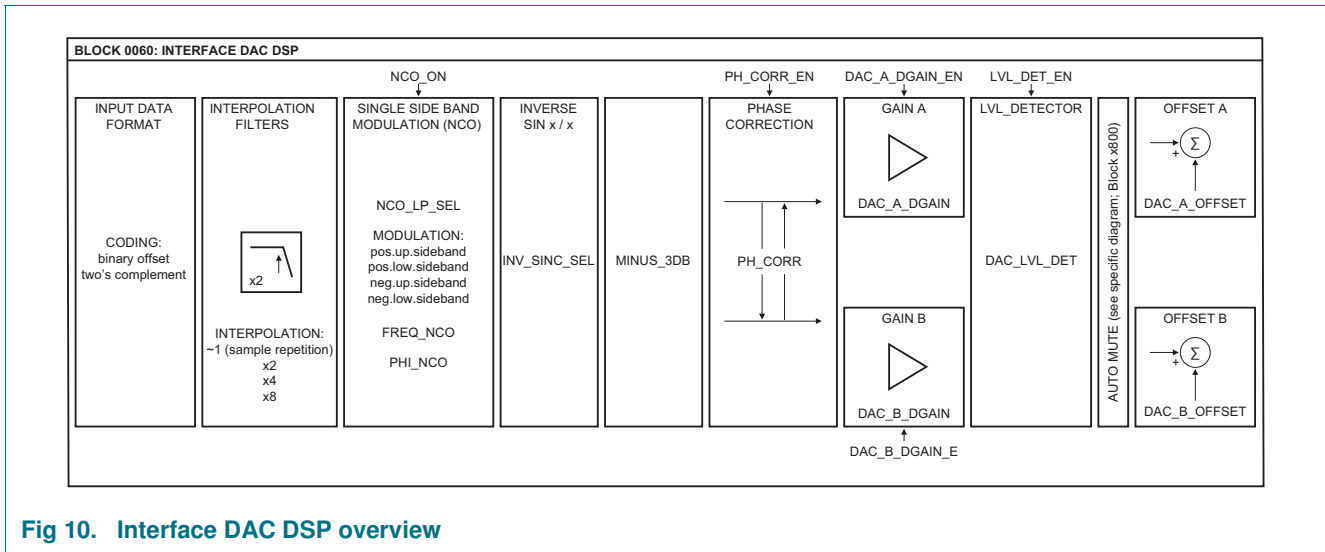 BLOCK 0060: INTERFACE DAC DSP
NCO_ON
PH_CORR_EN
DAC_A_DGAIN_EN
LVL_DET_EN
INPUT DATA
FORMAT
CODING:
binary offset
two's complement
INTERPOLATION
FILTERS
x2
INTERPOLATION:
~1 (sample repetition)
x2
x4
x8
SINGLE SIDE BAND
MODULATION (NCO)
NCO_LP_SEL
MODULATION:
pos.up.sideband
pos.low.sideband
neg.up.sideband
neg.low.sideband
FREQ_NCO
PHI_NCO
INVERSE
SIN x / x
INV_SINC_SEL
MINUS_3DB
PHASE
CORRECTION
PH_CORR
GAIN A
DAC_A_DGAIN
GAIN B
DAC_B_DGAIN
DAC_B_DGAIN_E
LVL_DETECTOR
DAC_LVL_DET
AUTO MUTE (see specific diagram; Block x800)
OFFSET A
Σ
+
DAC_A_OFFSET
OFFSET B
Σ
+
DAC_B_OFFSET
Fig 10. Interface DAC DSP overview